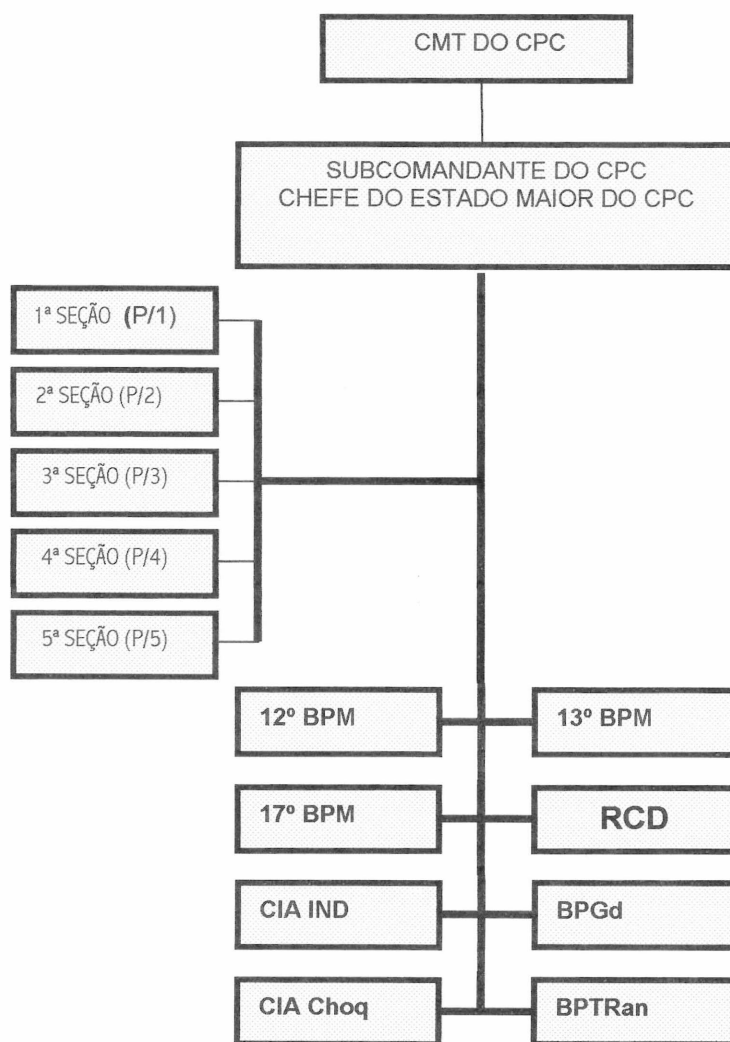 CMT DO CPC
SUBCOMANDANTE DO CPC
CHEFE DO ESTADO MAIOR DO CPC
1ª SEÇÃO (P/1)
2ª SEÇÃO (P/2)
3ª SEÇÃO (P/3)
4ª SEÇÃO (P/4)
5ª SEÇÃO (P/5)
12º BPM
13º BPM
17º BPM
RCD
CIA IND
BPGd
CIA Choq
BPTRan